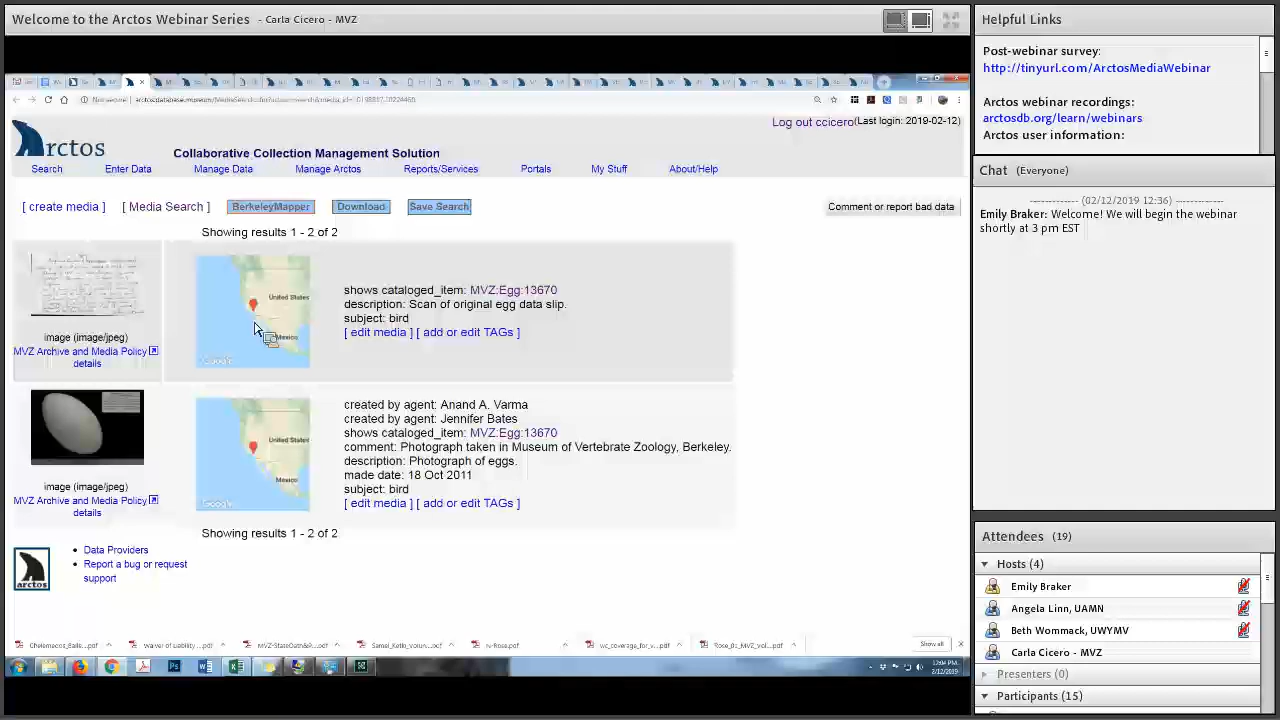 Welcome to the Arctos Webinar Series - Carla Cicero - MVZ
Log out ccicero(Last login: 2019-02-12)
Arctos
Collaborative Collection Management Solution
Search Enter Data Manage Data Manage Arctos Reports/Services Portals My Stuff About/Help
[ create media ] [ Media Search ] BerkeleyMapper Download Save Search Comment or report bad data
Showing results 1 - 2 of 2
image (image/jpeg)
MVZ Archive and Media Policy
details
United States
Mexico
Google
shows cataloged_item: MVZ:Egg:13670
description: Scan of original egg data slip.
subject: bird
[ edit media ] [ add or edit TAGs ]
image (image/jpeg)
MVZ Archive and Media Policy
details
United States
Mexico
Google
created by agent: Anand A. Varma
created by agent: Jennifer Bates
shows cataloged_item: MVZ:Egg:13670
comment: Photograph taken in Museum of Vertebrate Zoology, Berkeley.
description: Photograph of eggs.
made date: 18 Oct 2011
subject: bird
[ edit media ] [ add or edit TAGs ]
Showing results 1 - 2 of 2
arctos
Data Providers
Report a bug or request
support
Show all
2/12/2019
Helpful Links
Post-webinar survey:
http://tinyurl.com/ArctosMediaWebinar
Arctos webinar recordings:
arctosdb.org/learn/webinars
Arctos user information:
Chat (Everyone)
------------- (02/12/2019 12:36) -------------
Emily Braker: Welcome! We will begin the webinar
shortly at 3 pm EST
Attendees (19)
Hosts (4)
Emily Braker
Angela Linn, UAMN
Beth Wommack, UWYMV
Carla Cicero - MVZ
Presenters (0)
Participants (15)